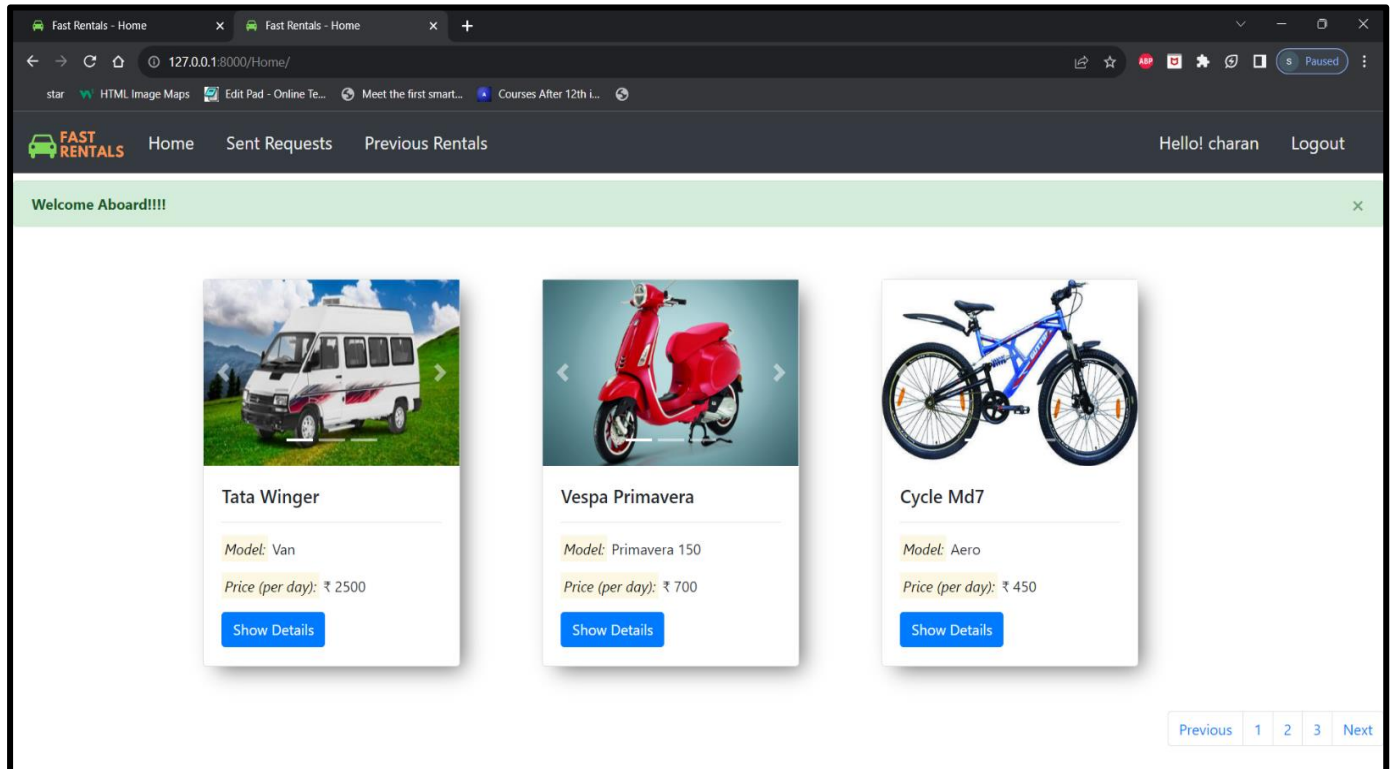 Fast Rentals - Home
Fast Rentals - Home
127.0.0.1:8000/Home/
ABP
s Paused
star HTML Image Maps Edit Pad - Online Te... Meet the first smart... Courses After 12th i...
FAST
RENTALS
Home Sent Requests Previous Rentals Hello! charan Logout
Welcome Aboard!!!!
Tata Winger
Model: Van
Price (per day): ₹ 2500
Show Details
Vespa Primavera
Model: Primavera 150
Price (per day): ₹ 700
Show Details
Cycle Md7
Model: Aero
Price (per day): ₹ 450
Show Details
Previous 1 2 3 Next